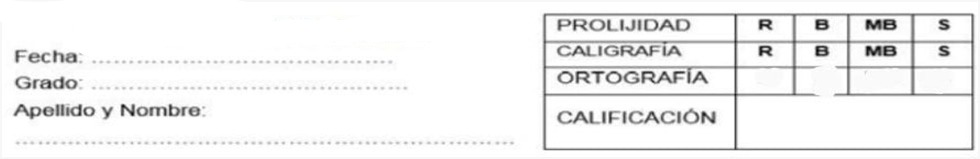 Fecha: ................................................
Grado: ................................................
Apellido y Nombre:
........................................................................
PROLIJIDAD R B MB S
CALIGRAFÍA R B MB S
ORTOGRAFÍA
CALIFICACIÓN